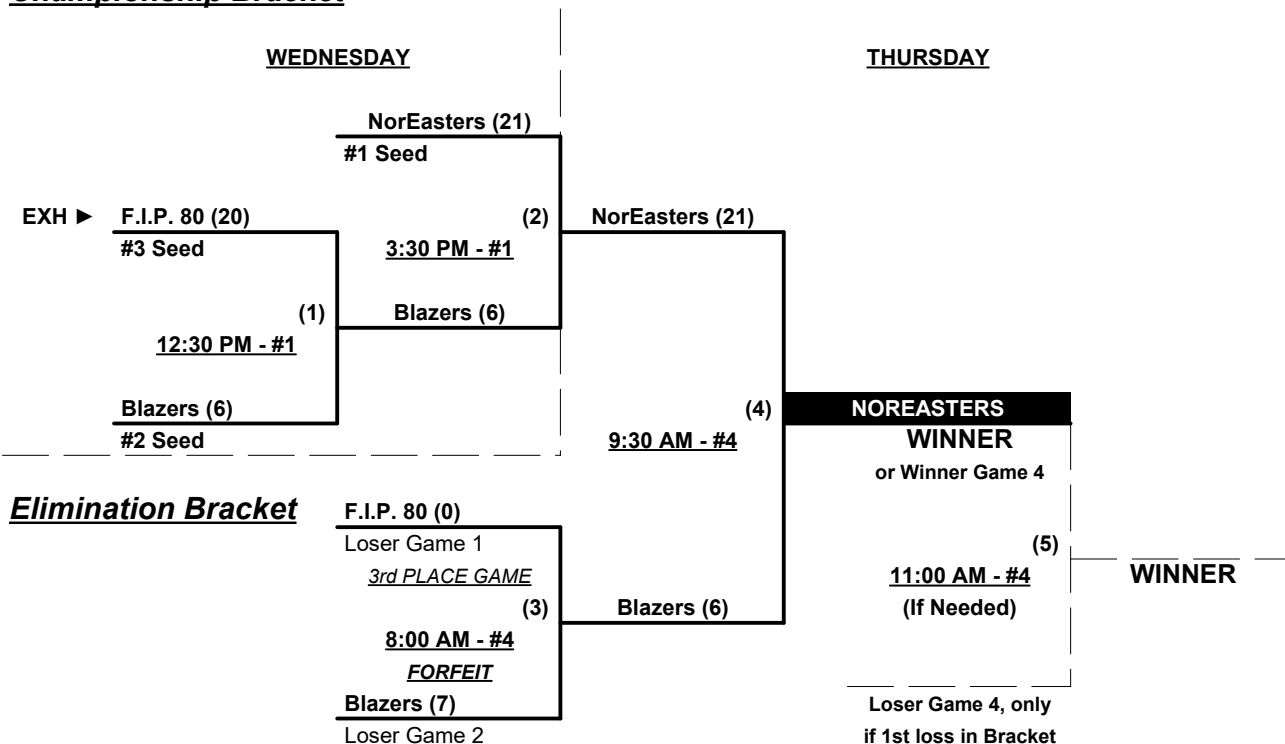 Championship Bracket
WEDNESDAY
THURSDAY
NorEasters (21)
#1 Seed
EXH ►
F.I.P. 80 (20)
(2)
NorEasters (21)
#3 Seed
3:30 PM - #1
(1)
Blazers (6)
12:30 PM - #1
Blazers (6)
(4)
NOREASTERS
#2 Seed
9:30 AM - #4
WINNER
or Winner Game 4
Elimination Bracket
F.I.P. 80 (0)
Loser Game 1
(5)
3rd PLACE GAME
11:00 AM - #4
WINNER
(3)
Blazers (6)
(If Needed)
8:00 AM - #4
FORFEIT
Blazers (7)
Loser Game 4, only
Loser Game 2
if 1st loss in Bracket